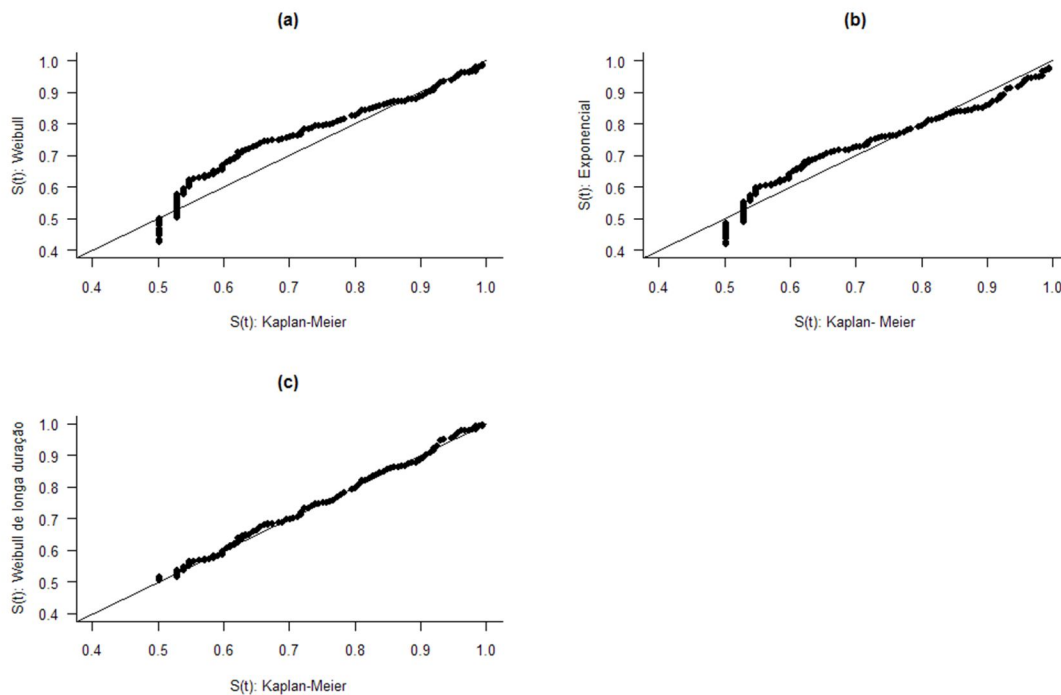 (a)
S(t): Weibull
1.0
0.9
0.8
0.7
0.6
0.5
0.4
0.4 0.5 0.6 0.7 0.8 0.9 1.0
S(t): Kaplan-Meier
(b)
S(t): Exponencial
1.0
0.9
0.8
0.7
0.6
0.5
0.4
0.4 0.5 0.6 0.7 0.8 0.9 1.0
S(t): Kaplan- Meier
(c)
S(t): Weibull de longa duração
1.0
0.9
0.8
0.7
0.6
0.5
0.4
0.4 0.5 0.6 0.7 0.8 0.9 1.0
S(t): Kaplan-Meier